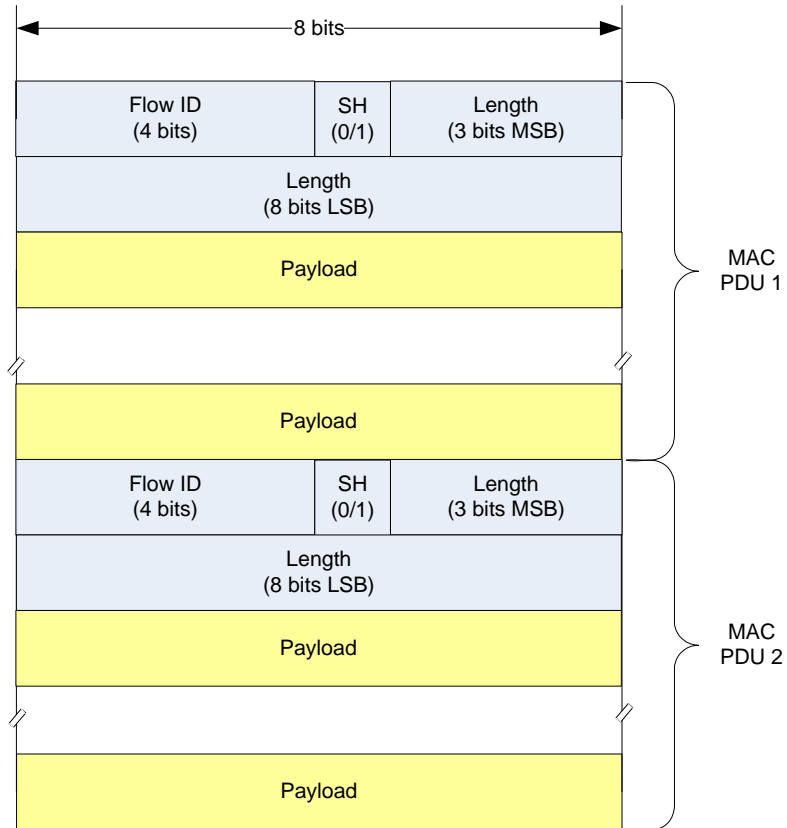 8 bits
Flow ID
(4 bits)
SH
(0/1)
Length
(3 bits MSB)
Length
(8 bits LSB)
Payload
MAC
PDU 1
Payload
Flow ID
(4 bits)
SH
(0/1)
Length
(3 bits MSB)
Length
(8 bits LSB)
Payload
MAC
PDU 2
Payload